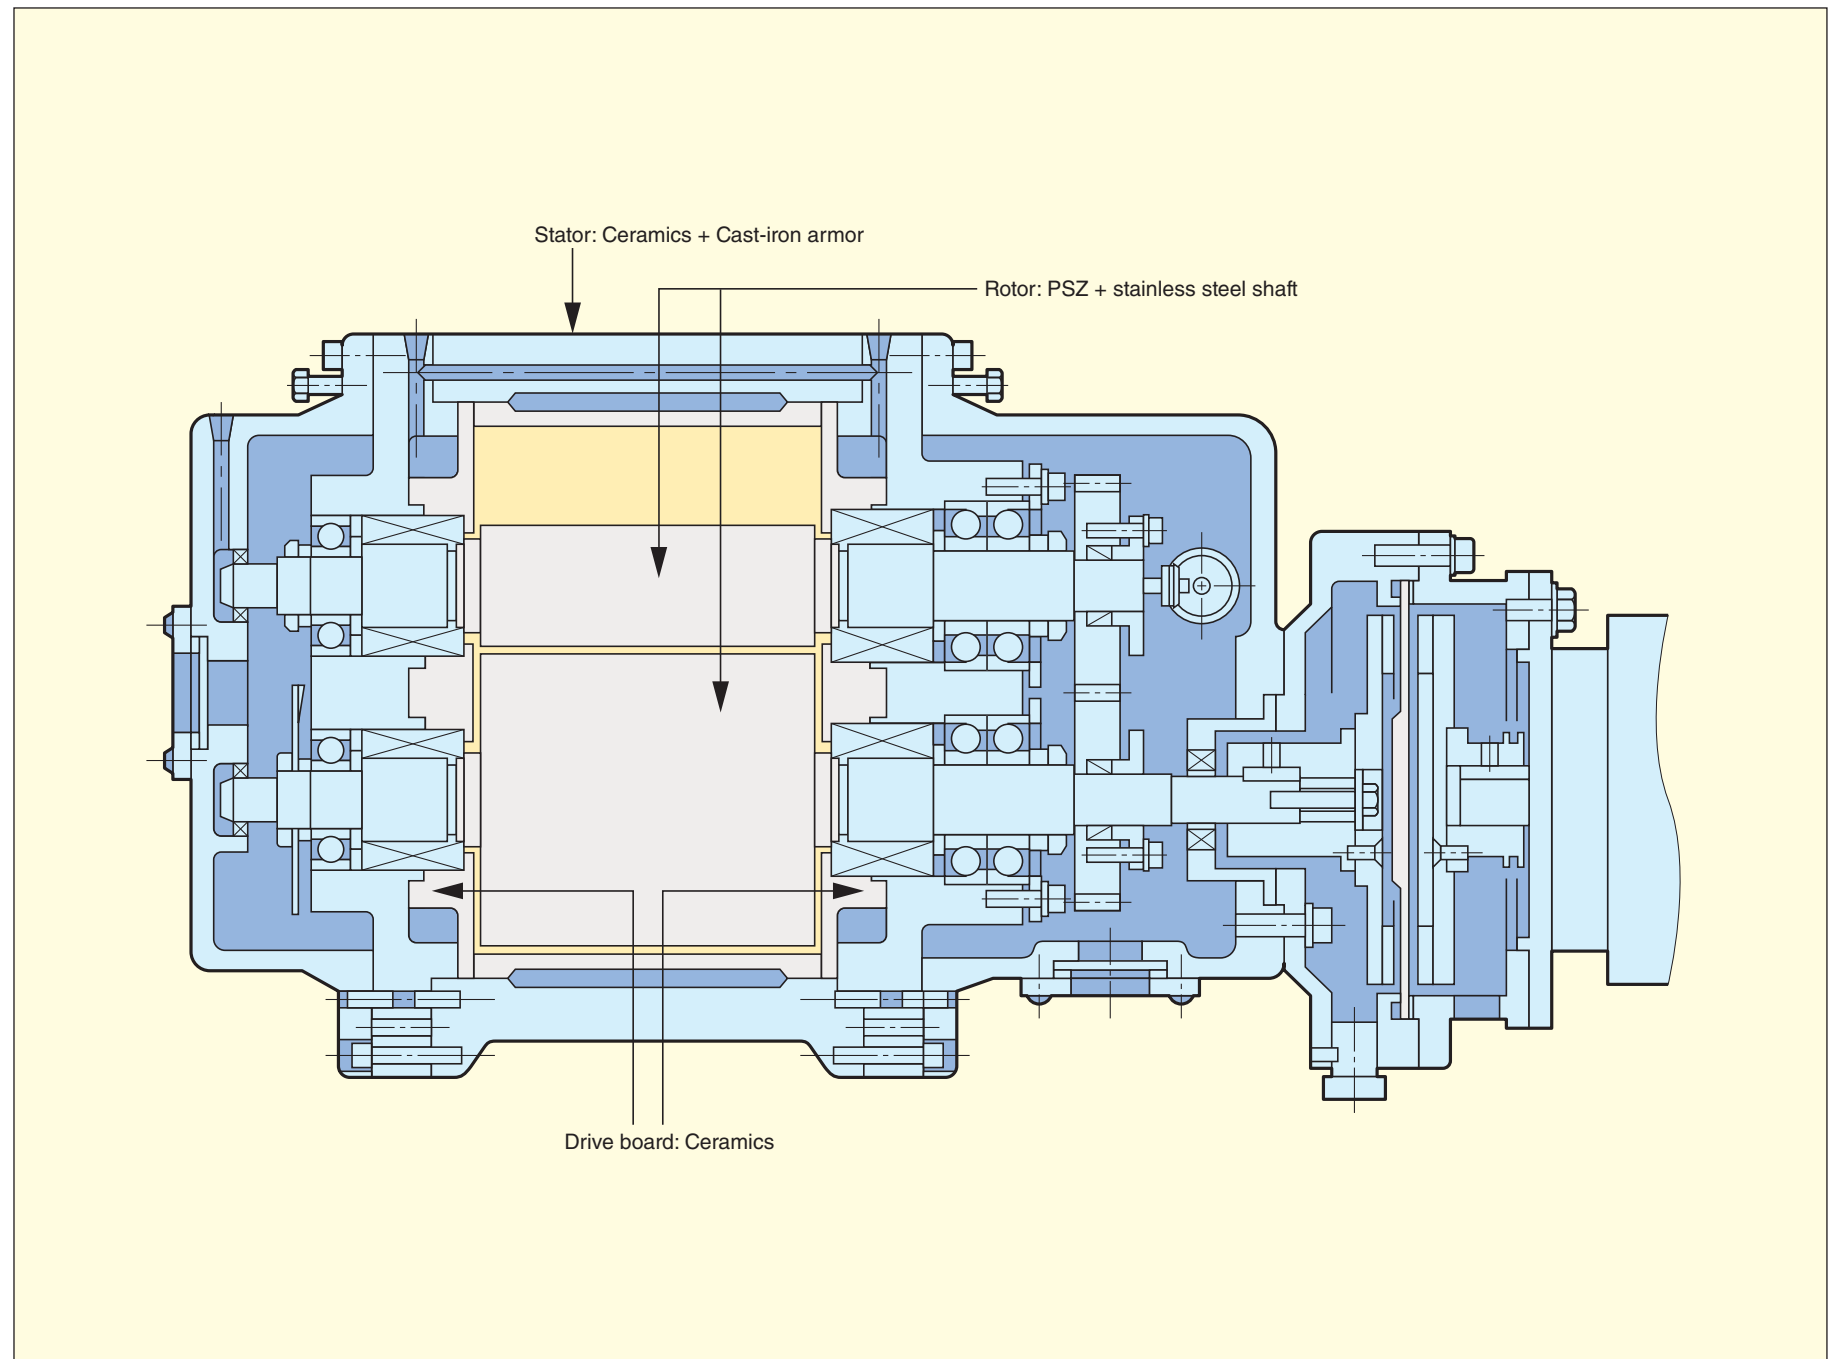 Stator: Ceramics + Cast-iron armor
Rotor: PSZ + stainless steel shaft
Drive board: Ceramics